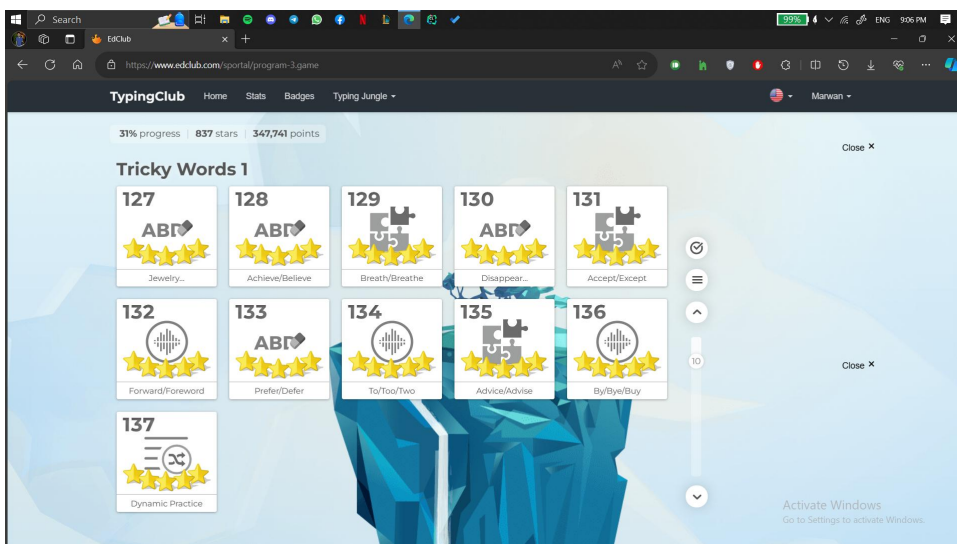 Search
99%
ENG 9:06 PM
EdClub
https://www.edclub.com/sportal/program-3.game
TypingClub Home Stats Badges Typing Jungle
Marwan
31% progress 837 stars 347,741 points
Close ×
Tricky Words 1
127 128 129 130 131
Jewelry... Achieve/Believe Breath/Breathe Disappear... Accept/Except
132 133 134 135 136
10
Close ×
Forward/Foreword Prefer/Defer To/Too/Two Advice/Advise By/Bye/Buy
137
Dynamic Practice
Activate Windows
Go to Settings to activate Windows.